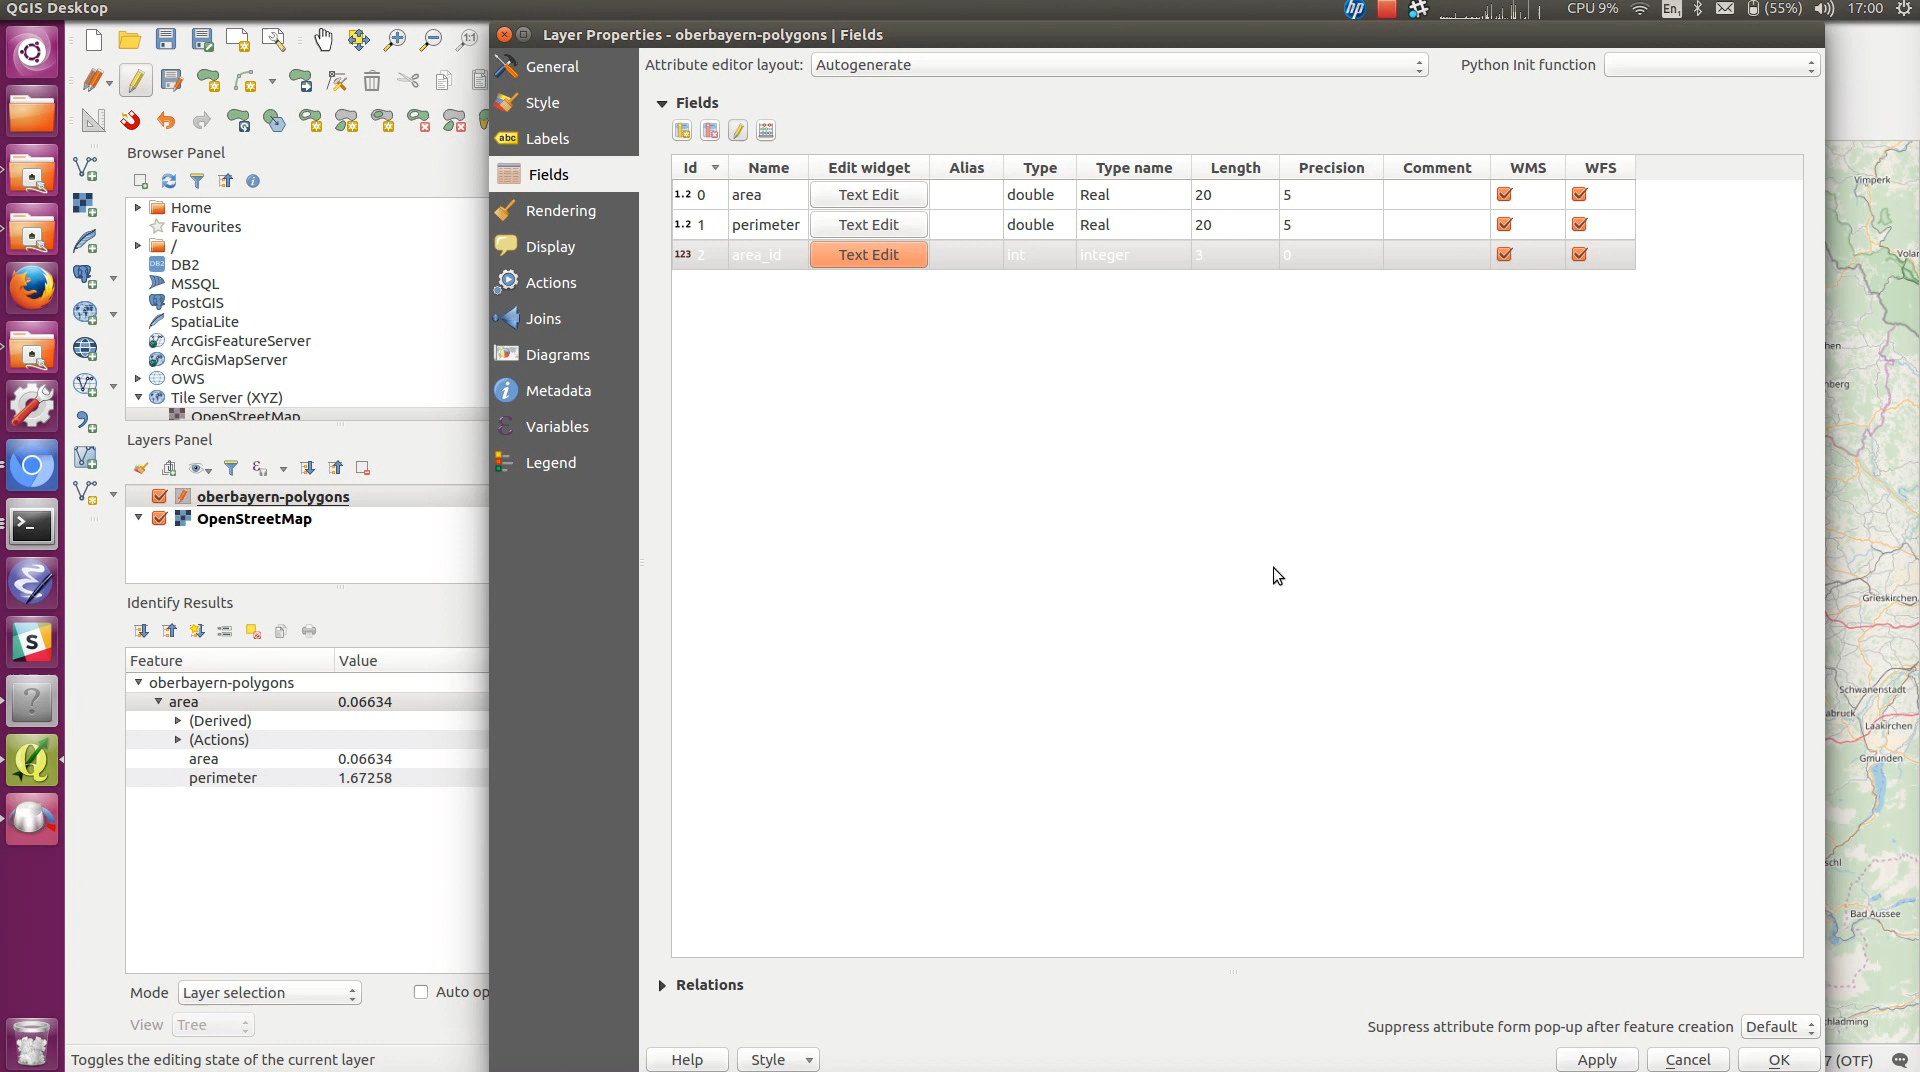 QGIS Desktop
CPU 9% En1 (55%) 17:00
Layer Properties - oberbayern-polygons | Fields
General
Style
Labels
Fields
Rendering
Display
Actions
Joins
Diagrams
Metadata
Variables
Legend
Attribute editor layout: Autogenerate
Python Init function
Fields
Id Name Edit widget Alias Type Type name Length Precision Comment WMS WFS
1.2 0 area Text Edit double Real 20 5
1.2 1 perimeter Text Edit double Real 20 5
123 2 area_id Text Edit int integer 3 0
Relations
Suppress attribute form pop-up after feature creation Default
Help Style Apply Cancel OK
Browser Panel
Home
Favourites
/
DB2
MSSQL
PostGIS
SpatiaLite
ArcGisFeatureServer
ArcGisMapServer
OWS
Tile Server (XYZ)
OpenStreetMap
Layers Panel
oberbayern-polygons
OpenStreetMap
Identify Results
Feature Value
oberbayern-polygons
area 0.06634
(Derived)
(Actions)
area 0.06634
perimeter 1.67258
Mode Layer selection Auto op
View Tree
Toggles the editing state of the current layer
7 (OTF)
Vimperk
Grieskirchen
Schwanenstadt
Laakirchen
Gmunden
Bad Aussee